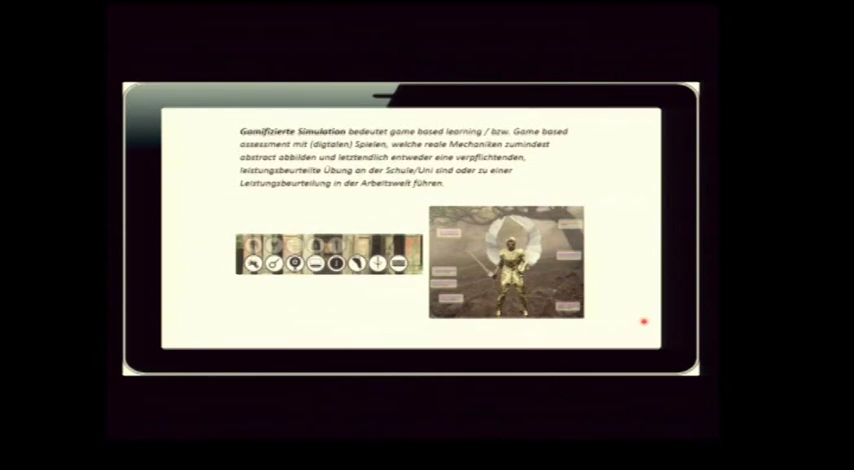 Gamifizierte Simulation bedeutet game based learning / bzw. Game based
assessment mit (digtalen) Spielen, welche reale Mechaniken zumindest
abstract abbilden und letztendlich entweder eine verpflichtenden,
leistungsbeurteilte Übung an der Schule/Uni sind oder zu einer
Leistungsbeurteilung in der Arbeitswelt führen.